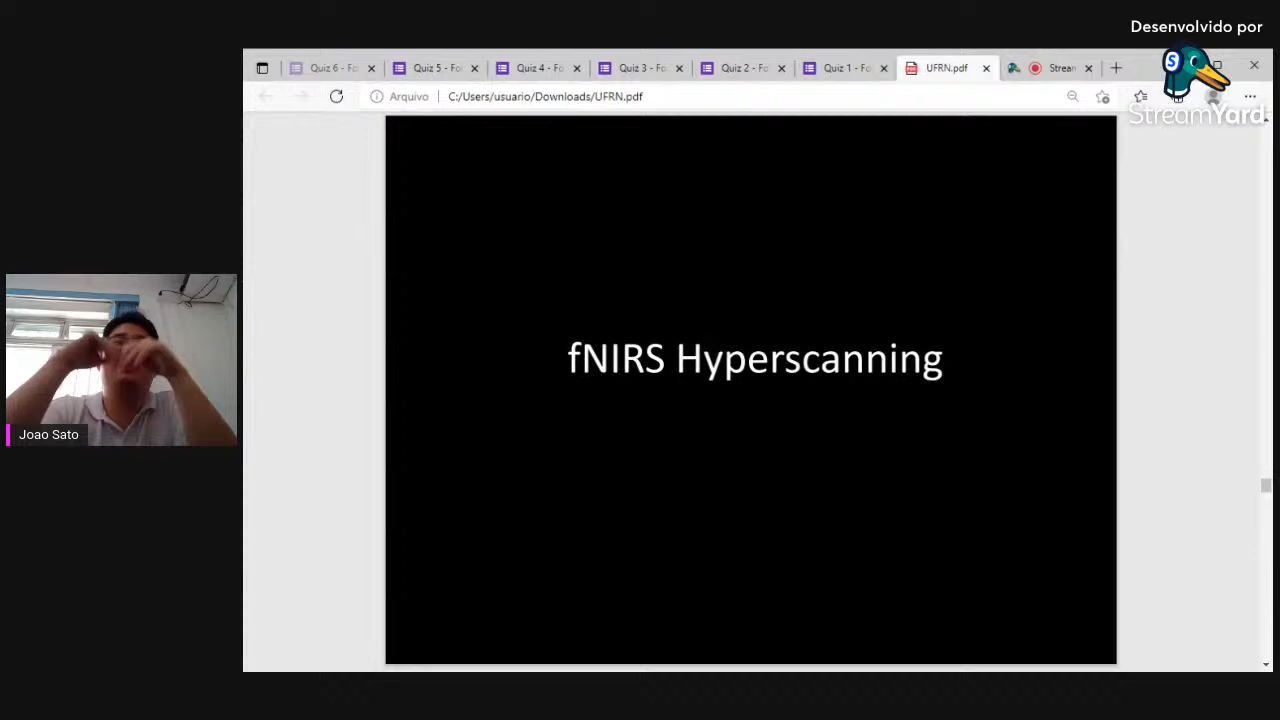 Desenvolvido por
StreamYard
Quiz 6 - Fo
Quiz 5 - Fo
Quiz 4 - Fo
Quiz 3 - Fo
Quiz 2 - Fo
Quiz 1 - Fo
UFRN.pdf
Stream
Arquivo
C:/Users/usuario/Downloads/UFRN.pdf
fNIRS Hyperscanning
Joao Sato